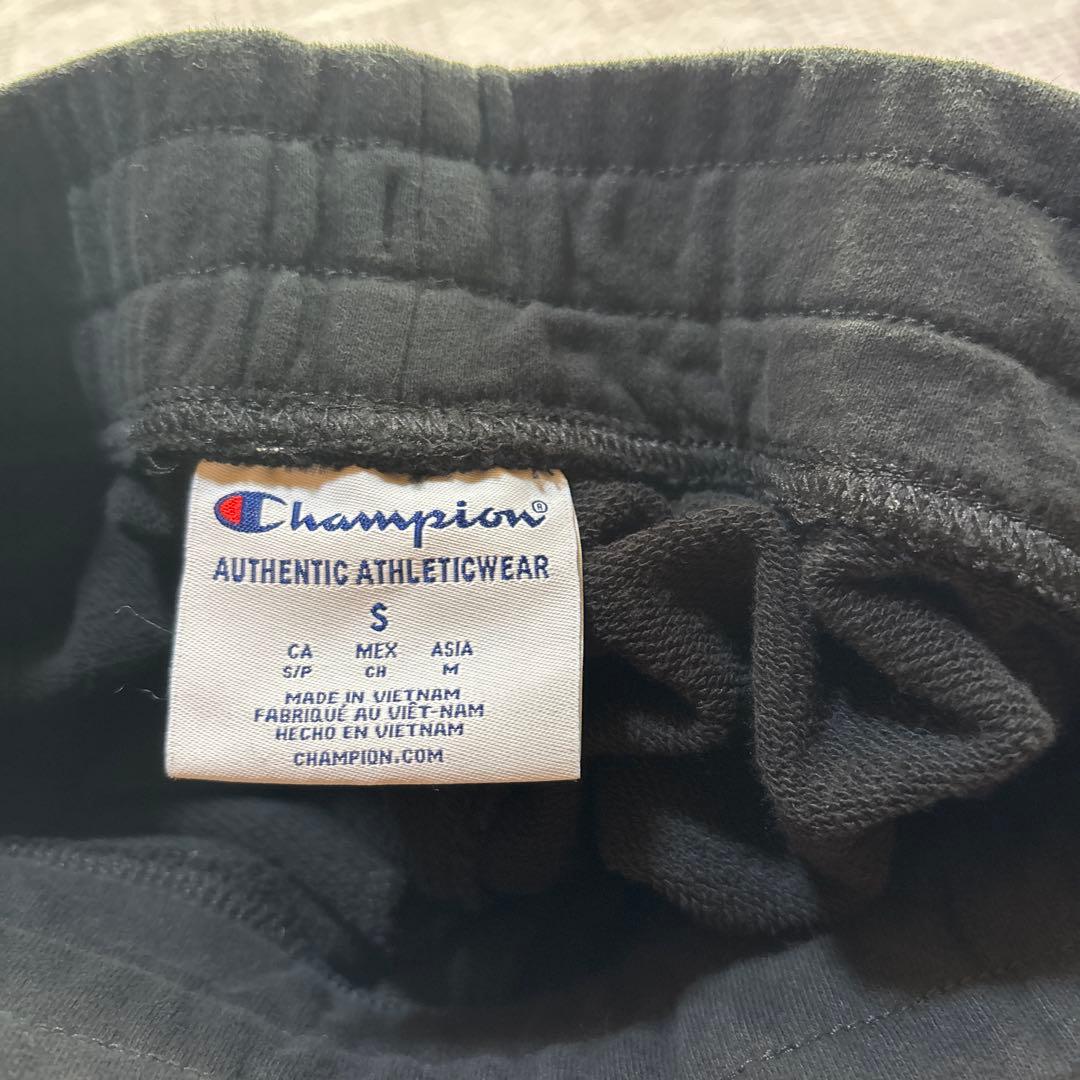 Champion®
AUTHENTIC ATHLETICWEAR
S
CA MEX ASIA
S/P CH M
MADE IN VIETNAM
FABRIQUÉ AU VIÊT-NAM
HECHO EN VIETNAM
CHAMPION.COM